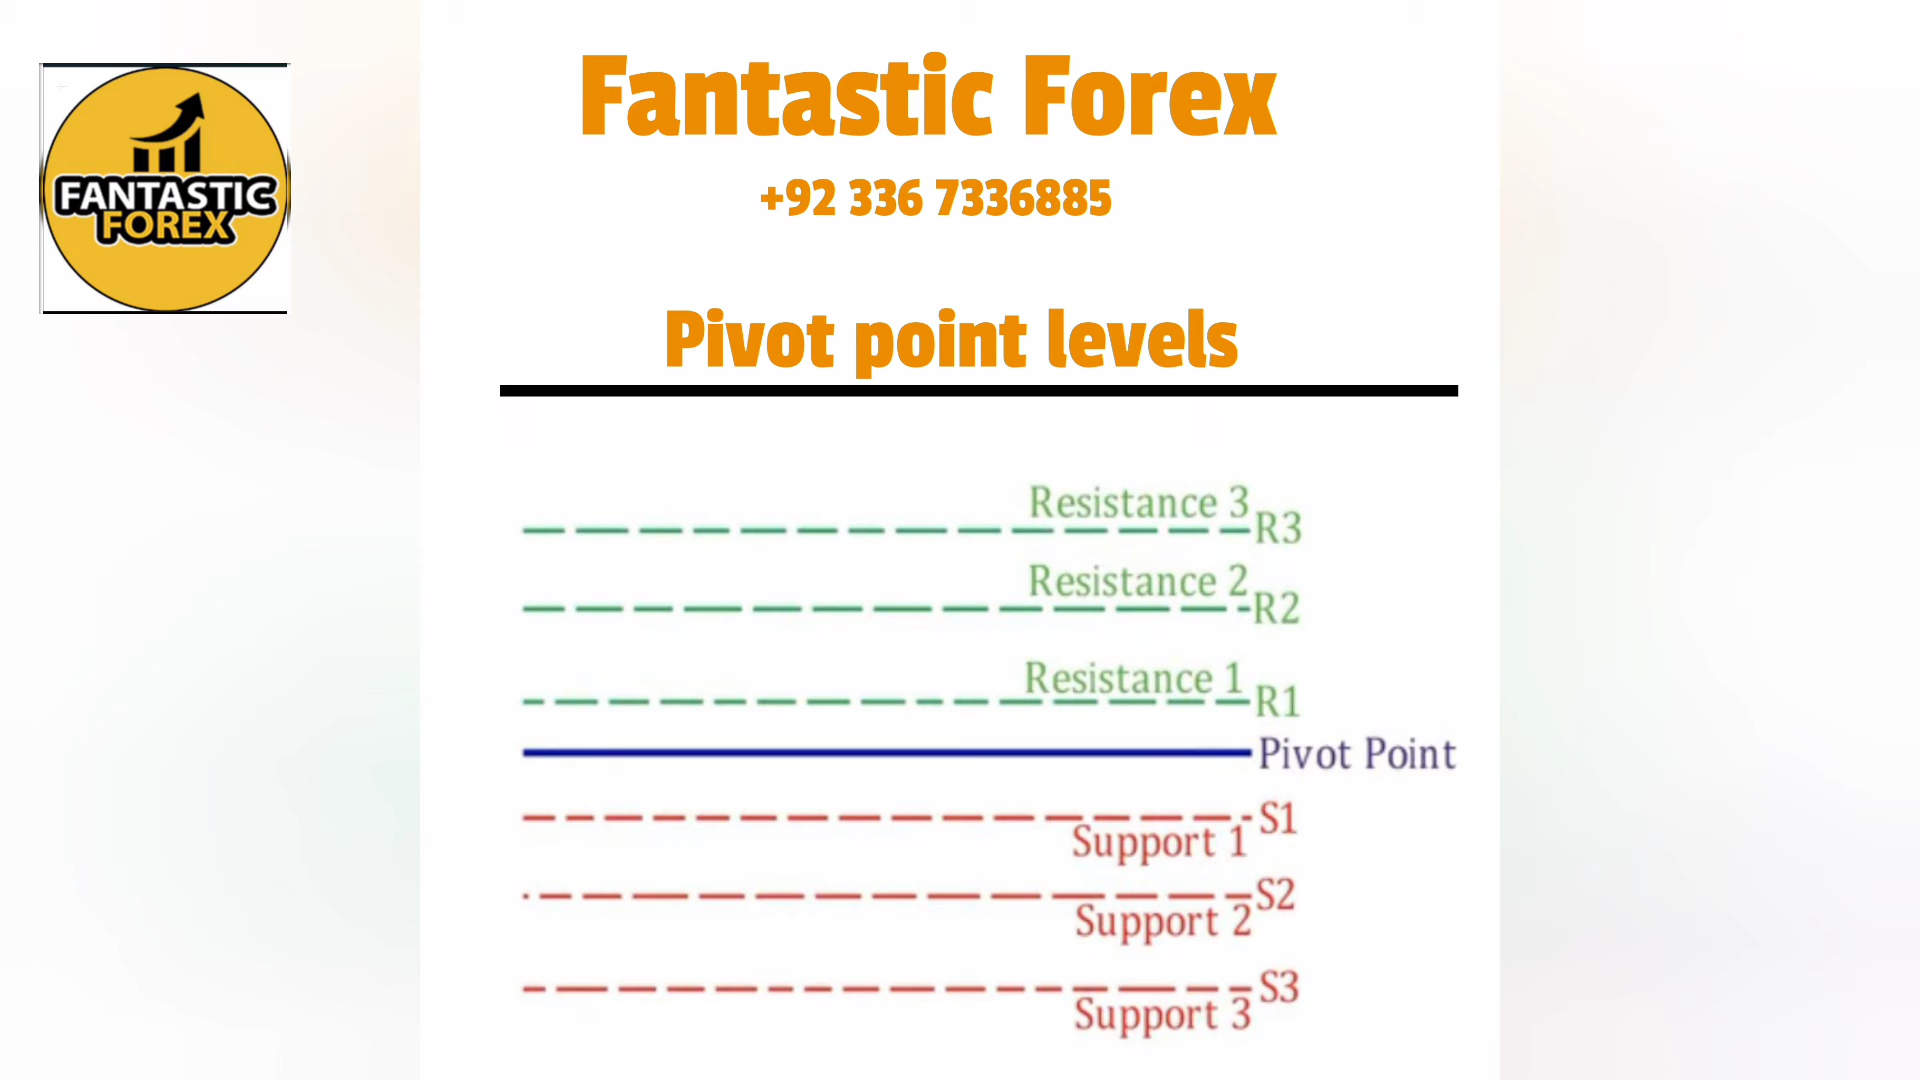 FANTASTIC
FOREX
Fantastic Forex
+92 336 7336885
Pivot point levels
Resistance 3
R3
Resistance 2
R2
Resistance 1
R1
Pivot Point
S1
Support 1
S2
Support 2
S3
Support 3